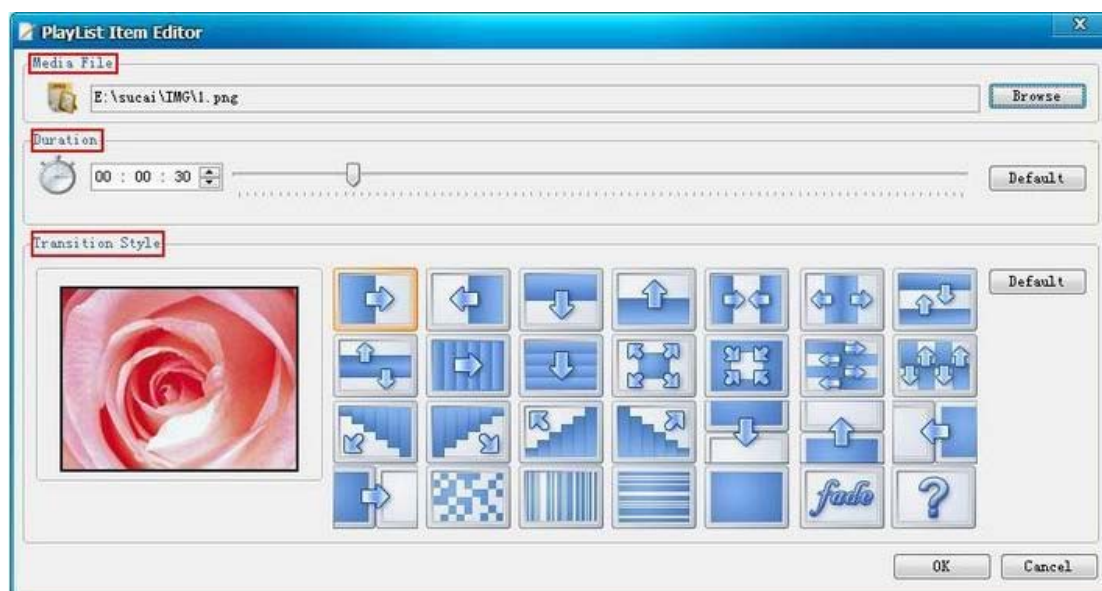 PlayList Item Editor
Media File
E:\sucai\IMG\1.png
Browse
Duration
00 : 00 : 30
Default
Transition Style
Default
fade
?
OK
Cancel